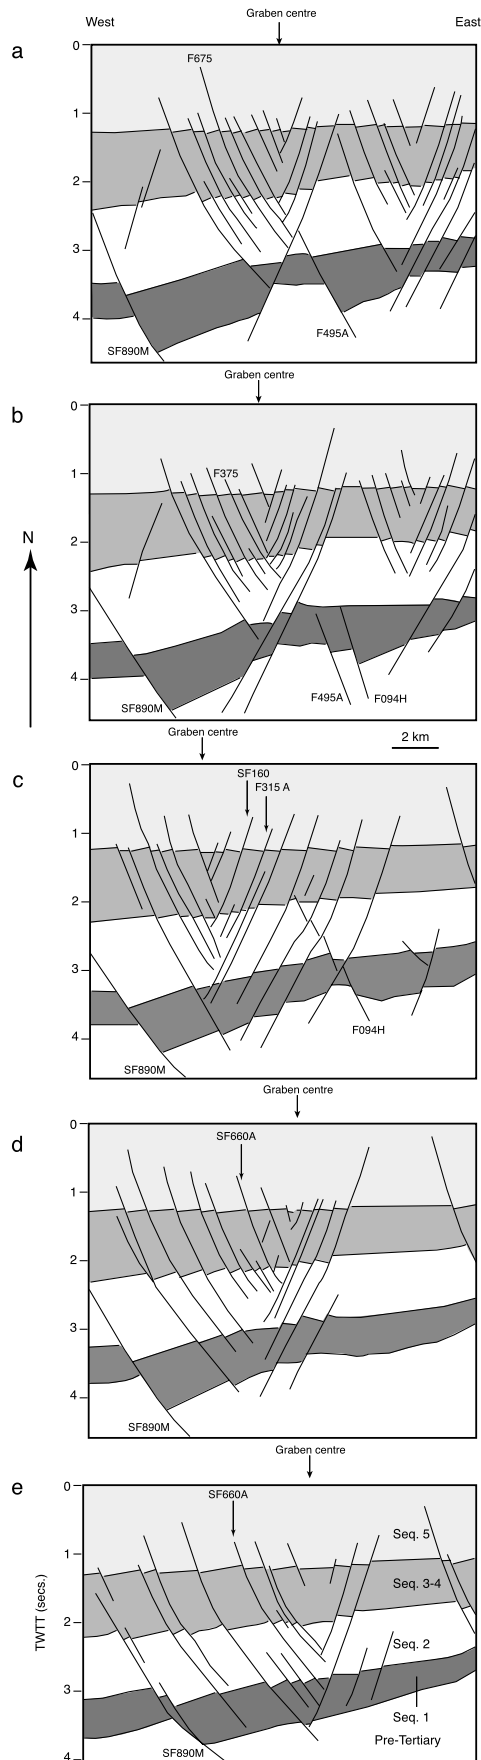 Graben centre
West
East
a
0
F675
1
2
3
4
F495A
SF890M
Graben centre
b
0
F375
1
2
N
3
4
SF890M
F495A
F094H
2 km
Graben centre
c
0
SF160
F315 A
1
2
3
4
F094H
SF890M
Graben centre
d
0
SF660A
1
2
3
4
SF890M
Graben centre
e
0
SF660A
Seq. 5
1
Seq. 3-4
TWTT (secs.)
2
Seq. 2
3
Seq. 1
Pre-Tertiary
SF890M
4